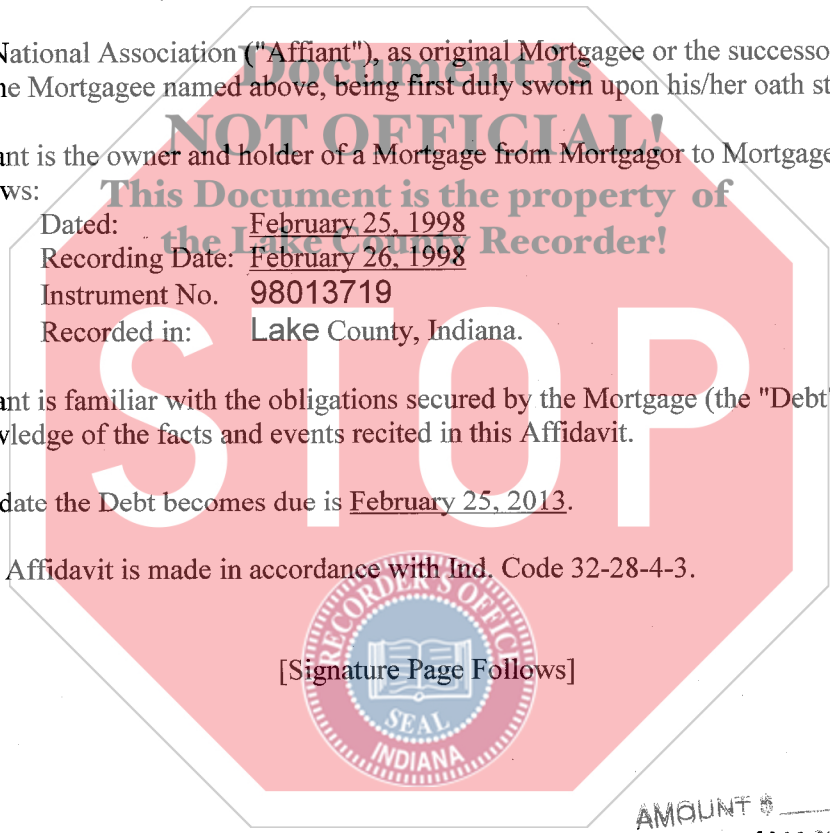 National Association ("Affiant"), as original Mortgagee or the successo
Document is
e Mortgagee named above, being first duly sworn upon his/her oath st
NOT OFFICIAL!
ant is the owner and holder of a Mortgage from Mortgagor to Mortgage
ws:
This Document is the property of
Dated: February 25, 1998
the Lake County Recorder!
Recording Date: February 26, 1998
Instrument No. 98013719
Recorded in: Lake County, Indiana.
STOP
ant is familiar with the obligations secured by the Mortgage (the "Debt"
wledge of the facts and events recited in this Affidavit.
date the Debt becomes due is February 25, 2013.
Affidavit is made in accordance with Ind. Code 32-28-4-3.
RECORDER'S OFFICE
[Signature Page Follows]
SEAL
INDIANA
AMOUNT $